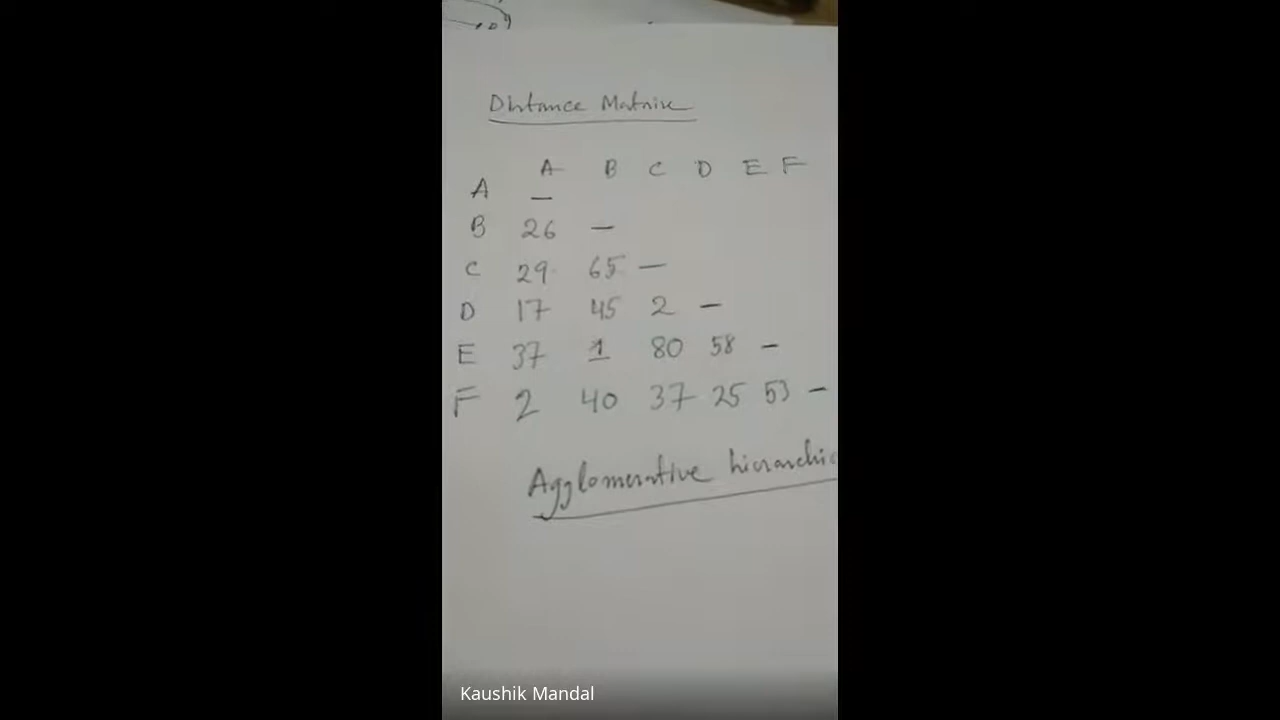 Distance Matrix
A B C D E F
A —
B 26 —
C 29 65 —
D 17 45 2 —
E 37 1 80 58 —
F 2 40 37 25 53 —
Agglomerative hierarchic
Kaushik Mandal